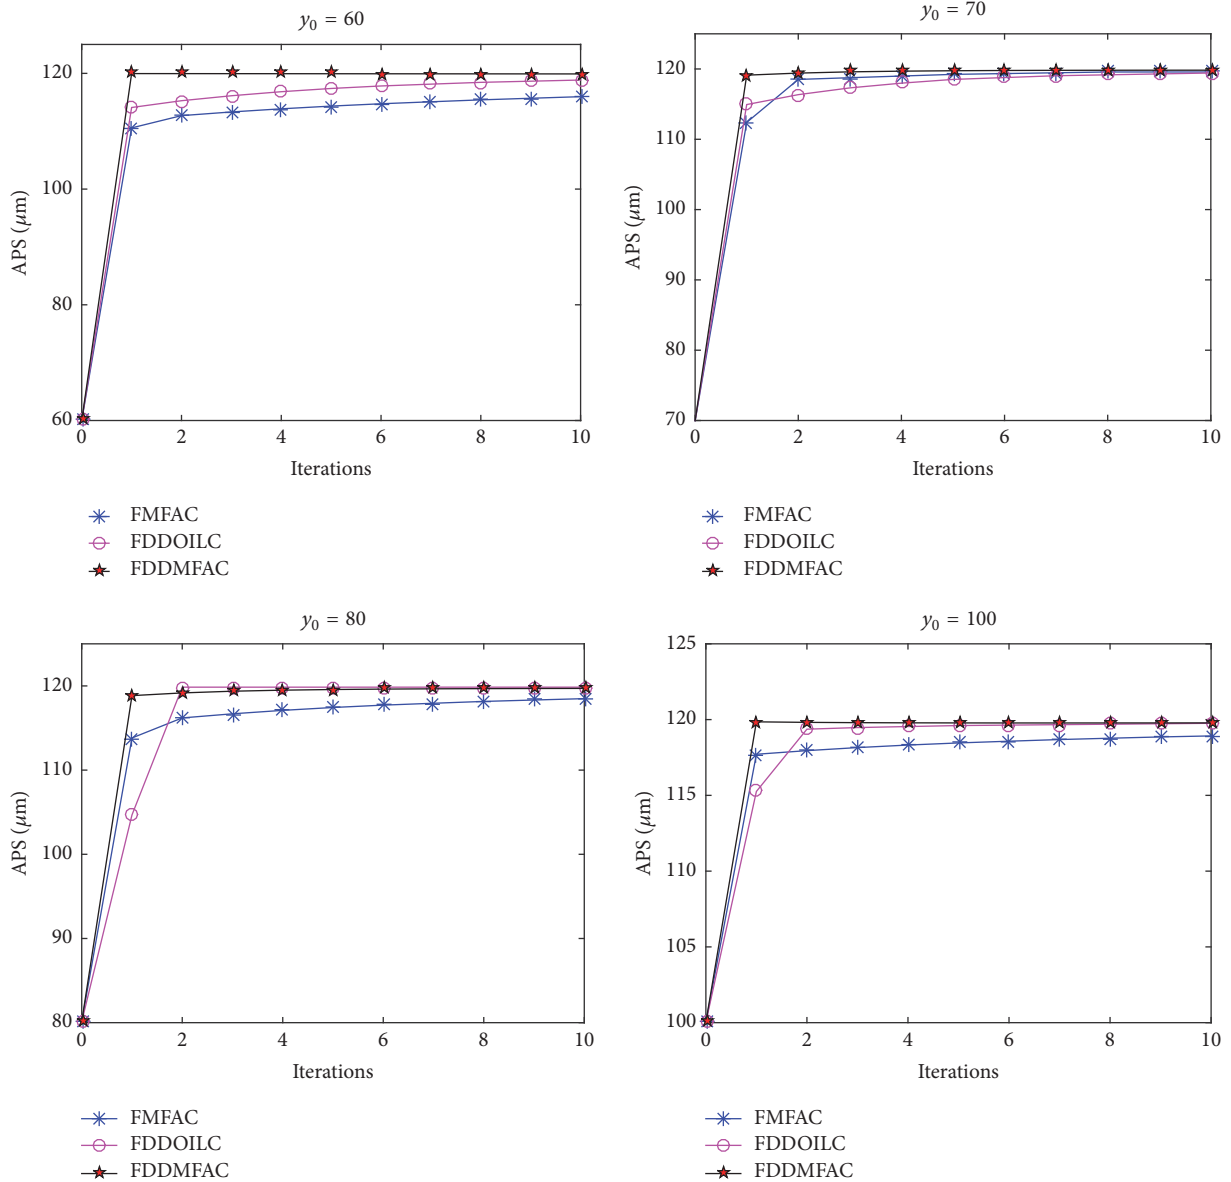 y₀ = 60
120
100
80
60
APS (μm)
0 2 4 6 8 10
Iterations
FMFAC
FDDOILC
FDDMFAC
y₀ = 70
120
110
100
90
80
70
APS (μm)
0 2 4 6 8 10
Iterations
FMFAC
FDDOILC
FDDMFAC
y₀ = 80
120
110
100
90
80
APS (μm)
0 2 4 6 8 10
Iterations
FMFAC
FDDOILC
FDDMFAC
y₀ = 100
125
120
115
110
105
100
APS (μm)
0 2 4 6 8 10
Iterations
FMFAC
FDDOILC
FDDMFAC